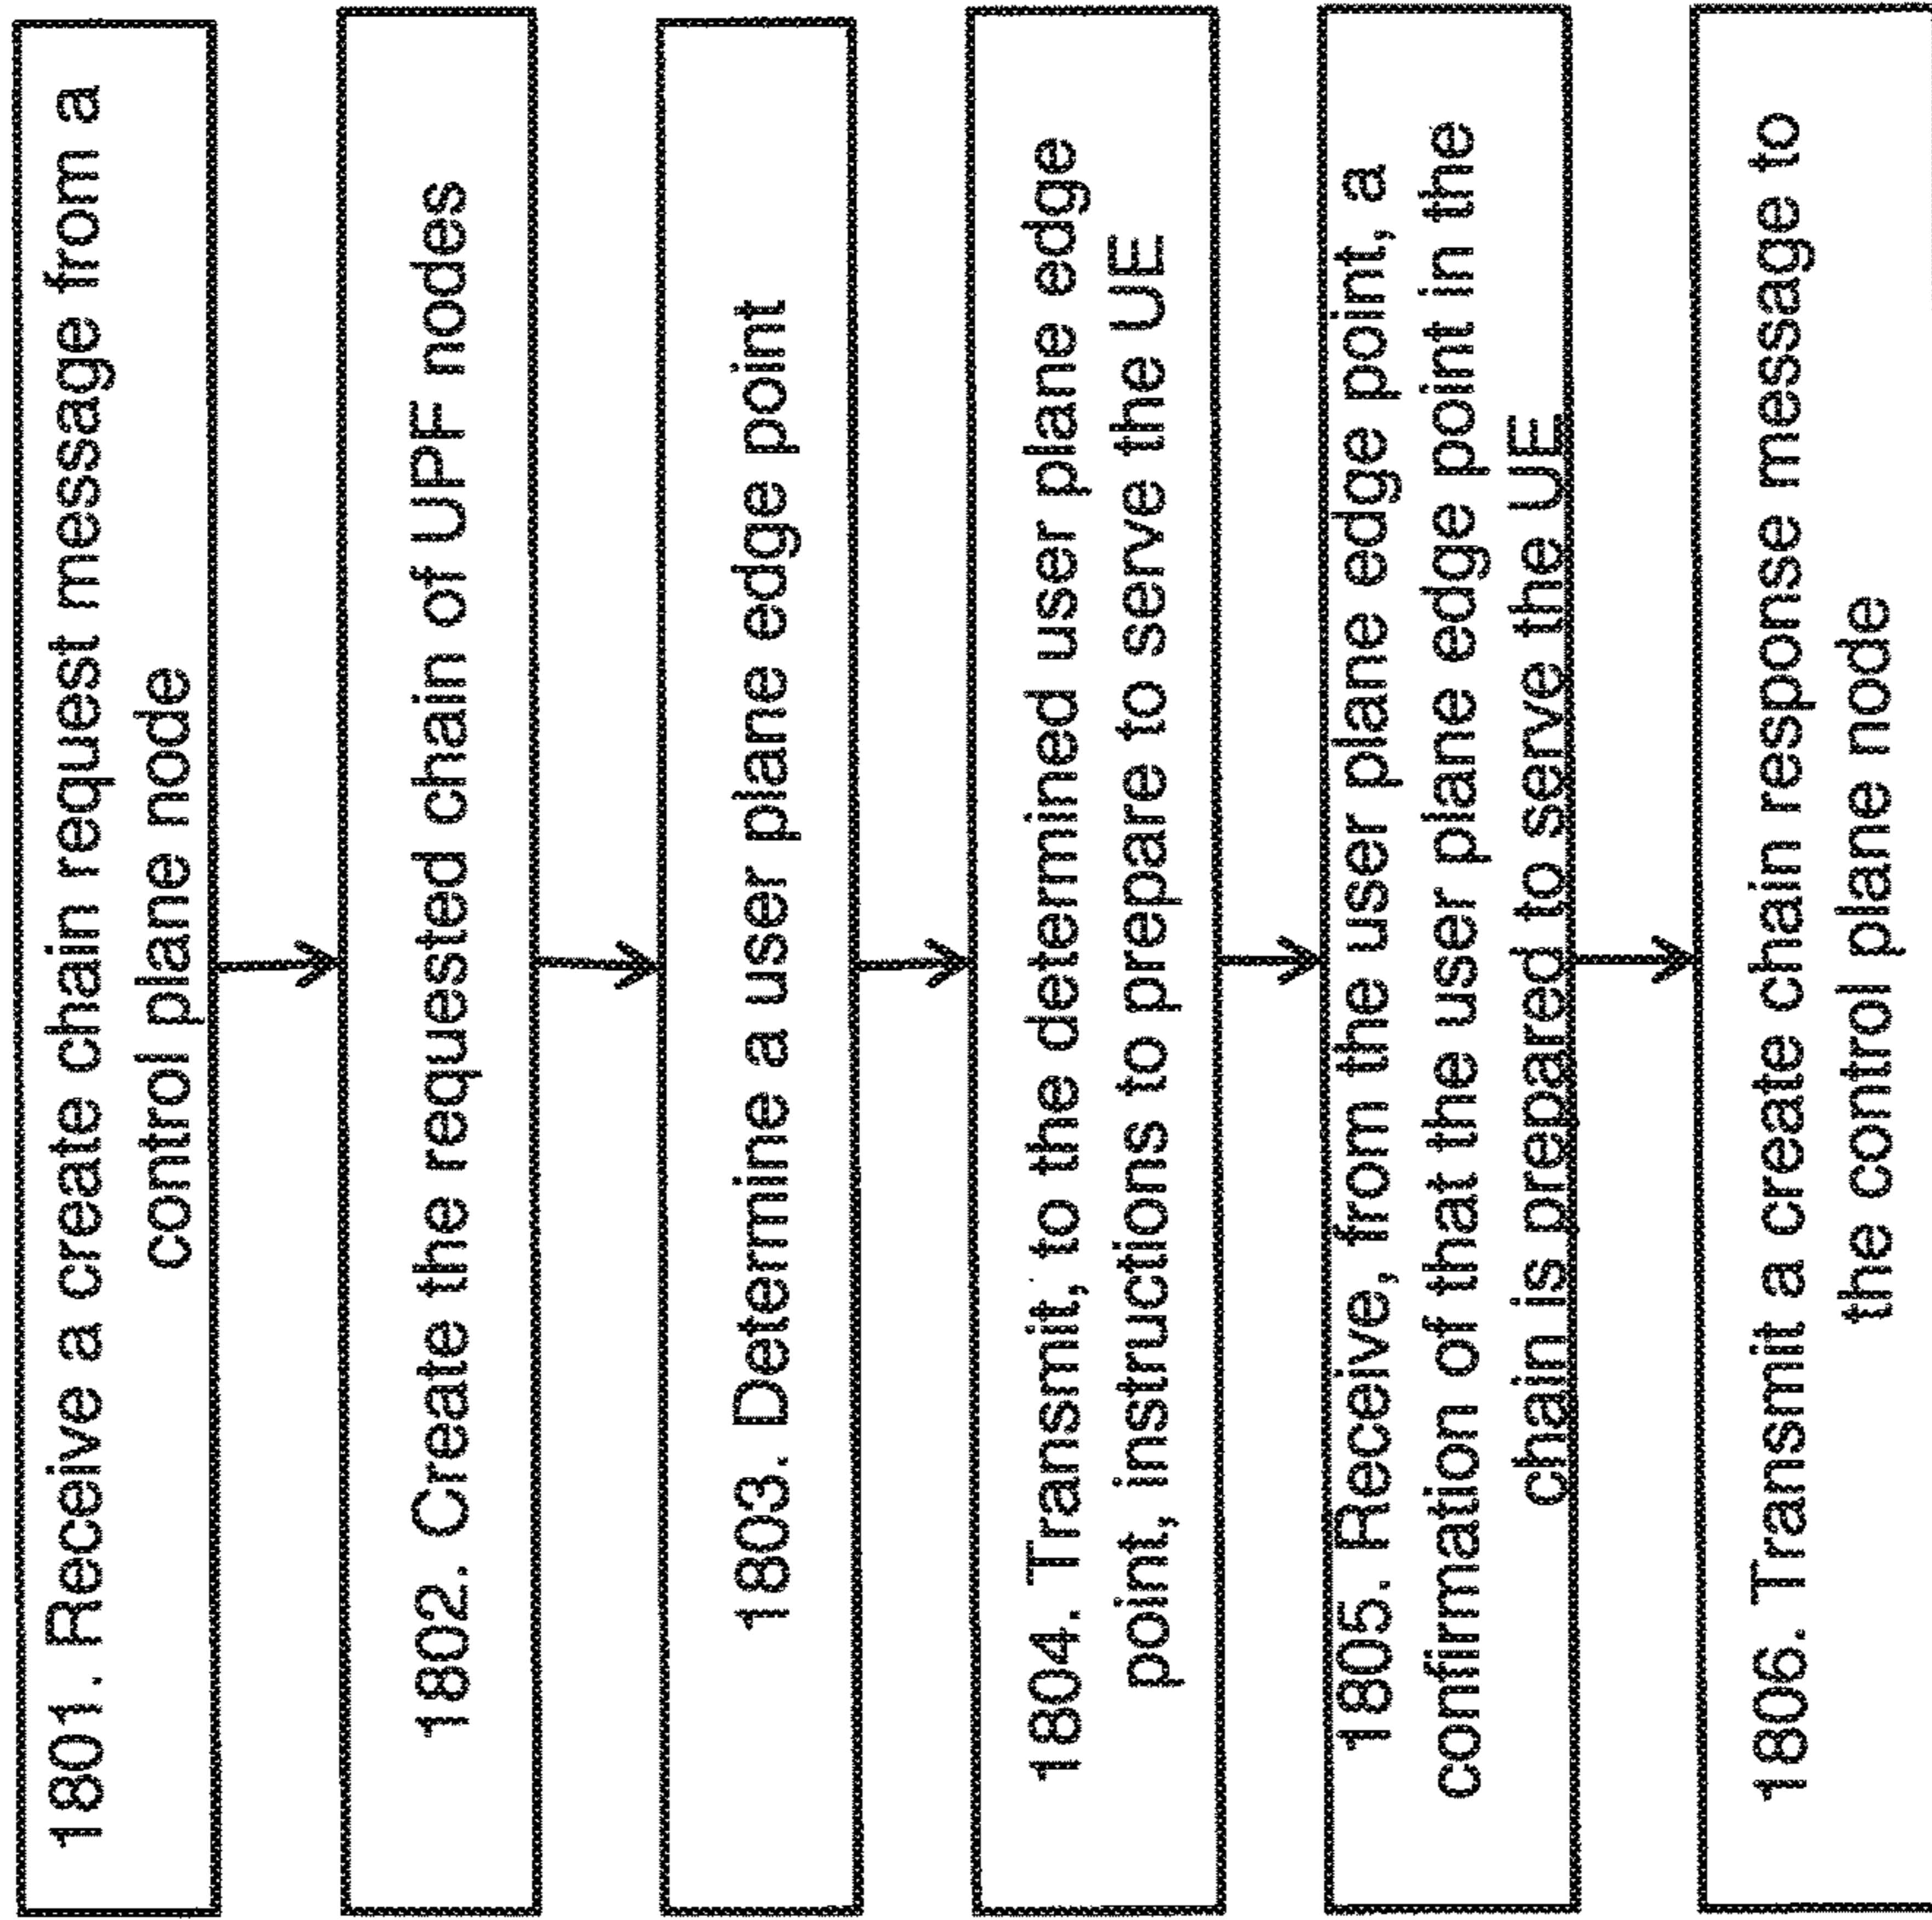 1801. Receive a create chain request message from a
control plane node
1802. Create the requested chain of UPF nodes
1803. Determine a user plane edge point
1804. Transmit, to the determined user plane edge
point, instructions to prepare to serve the UE
1805. Receive, from the user plane edge point, a
confirmation of that the user plane edge point in the
chain is prepared to serve the UE
1806. Transmit a create chain response message to
the control plane node